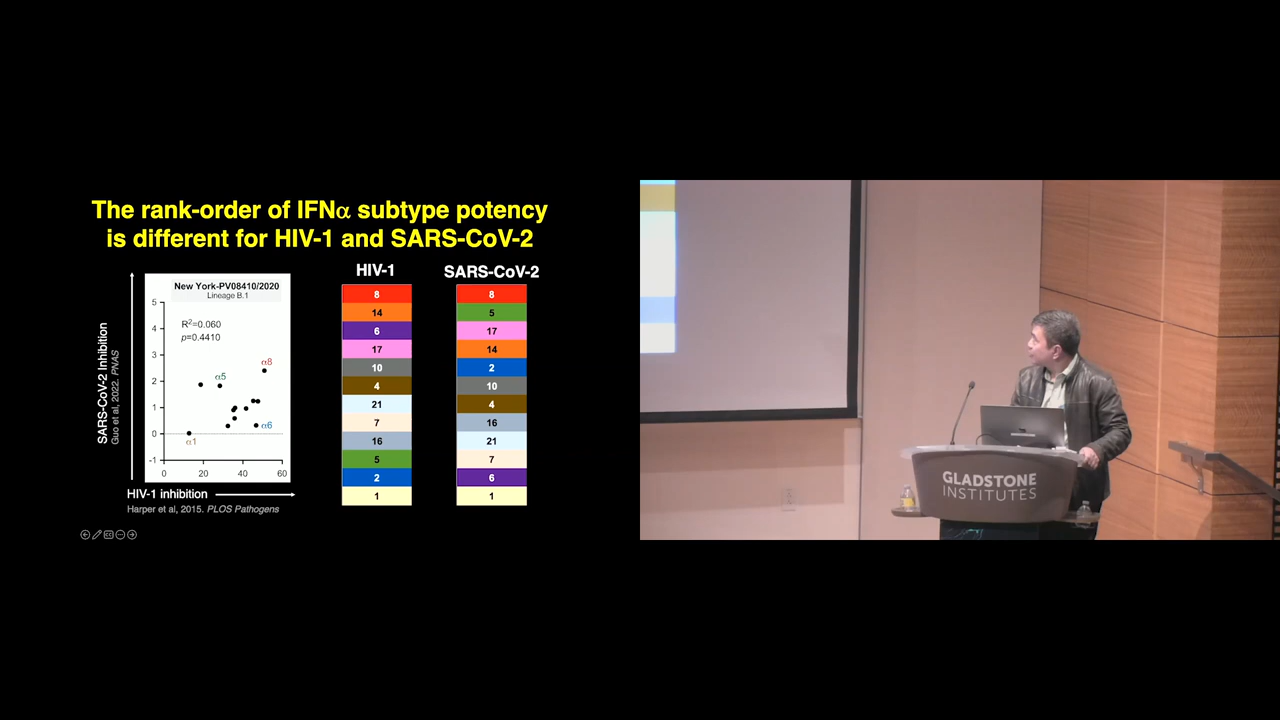 The rank-order of IFNα subtype potency
is different for HIV-1 and SARS-CoV-2
New York-PV08410/2020
Lineage B.1
R²=0.060
p=0.4410
α8
α5
α6
α1
5
4
3
2
1
0
-1
0 20 40 60
SARS-CoV-2 Inhibition
Guo et al, 2022. PNAS
HIV-1 inhibition
Harper et al, 2015. PLOS Pathogens
HIV-1
8
14
6
17
10
4
21
7
16
5
2
1
SARS-CoV-2
8
5
17
14
2
10
4
16
21
7
6
1
GLADSTONE
INSTITUTES